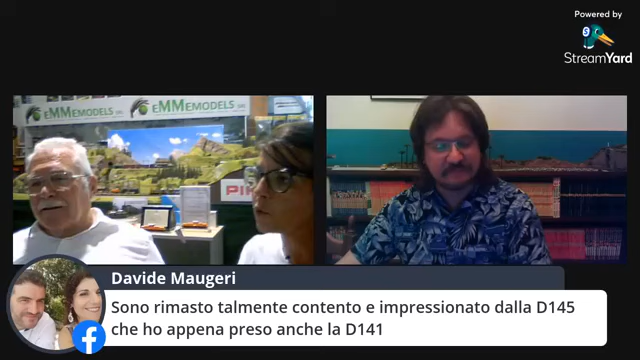 Powered by
StreamYard
eMMEMODELS
eMMEMODELS
PIK
Davide Maugeri
Sono rimasto talmente contento e impressionato dalla D145
che ho appena preso anche la D141